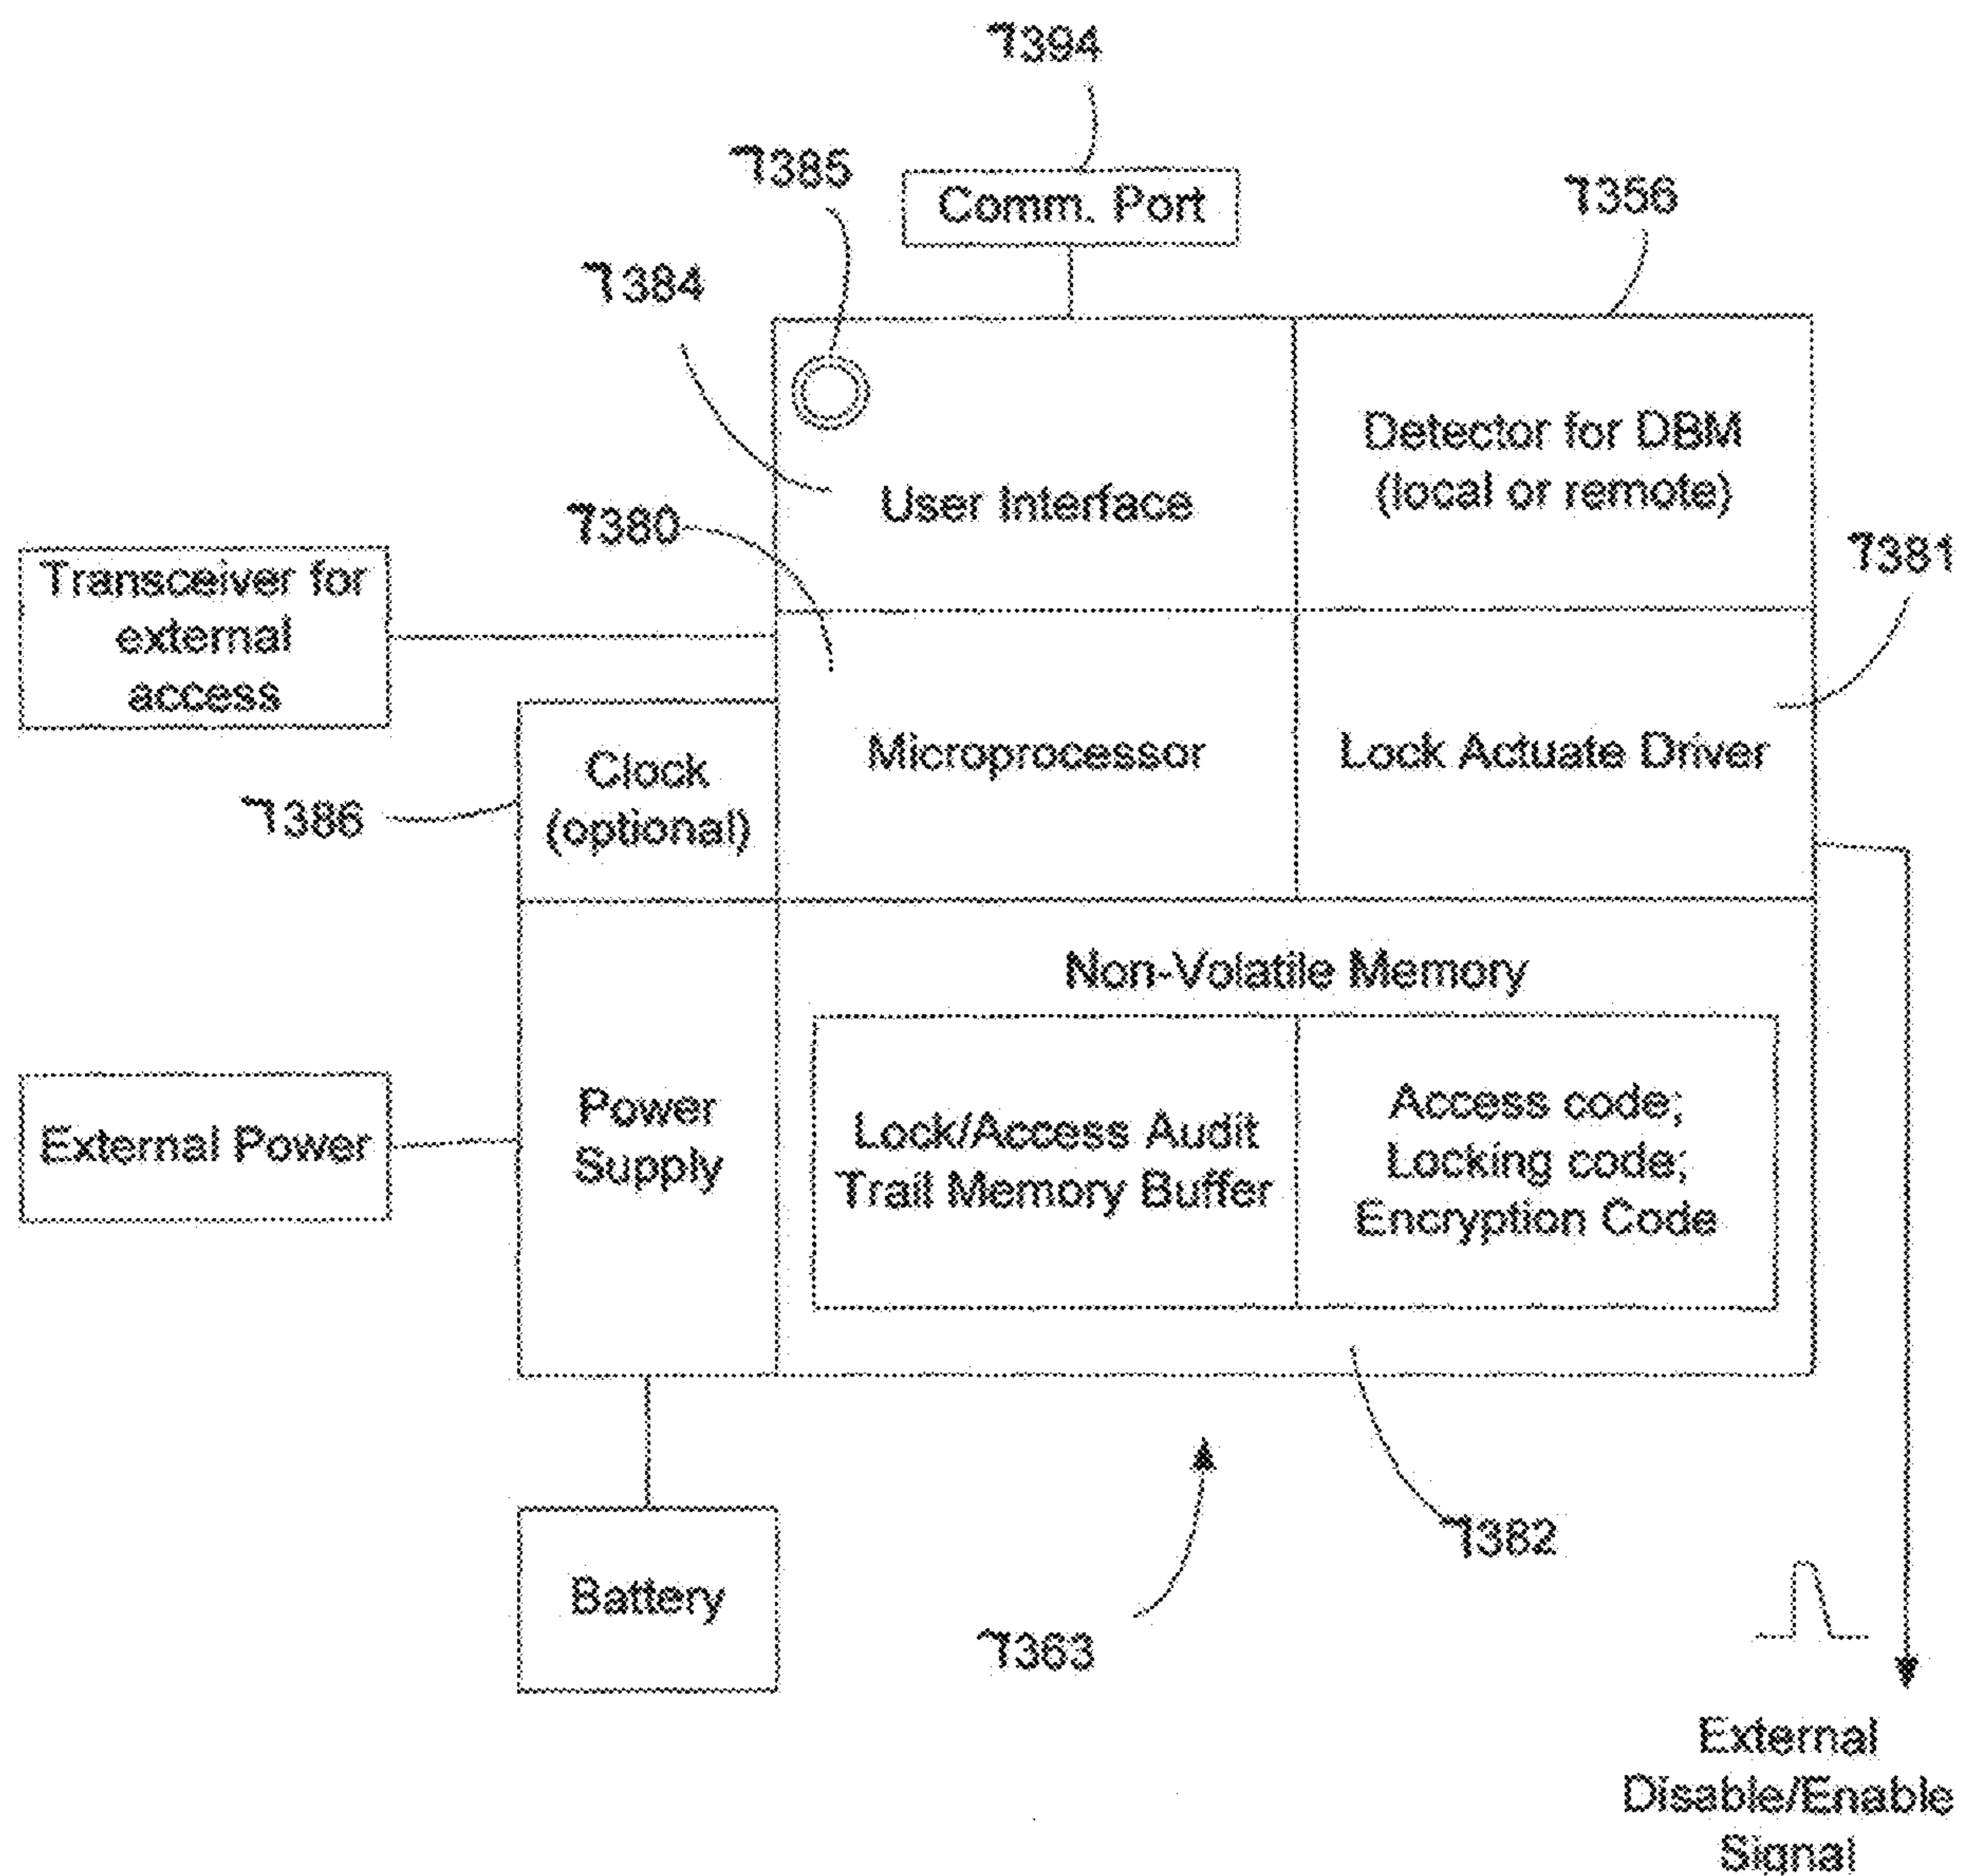 7394
7385
Comm. Port
7356
7384
User Interface
Detector for DBM
(local or remote)
7380
7381
Transceiver for
external
access
Microprocessor
Lock Actuate Driver
Clock
(optional)
7386
Non-Volatile Memory
External Power
Power
Supply
Lock/Access Audit
Trail Memory Buffer
Access code;
Locking code;
Encryption Code
7382
Battery
7363
External
Disable/Enable
Signal